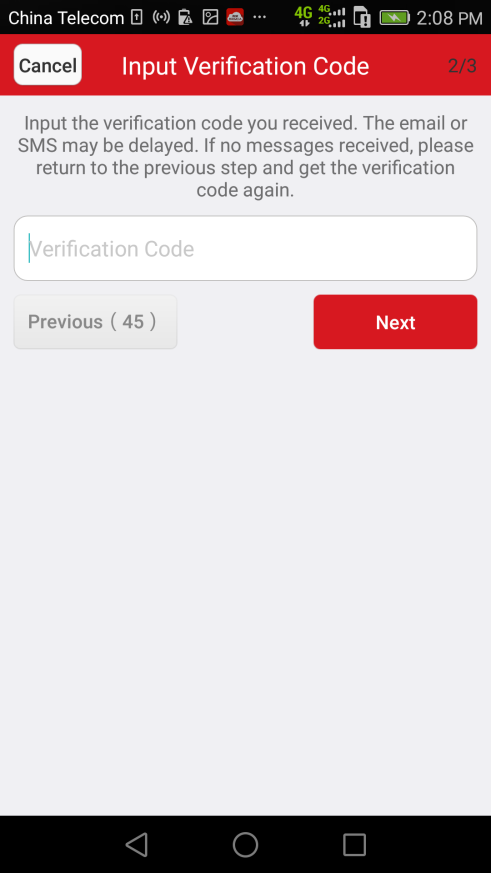 China Telecom 4G 4G 2G 2:08 PM
Cancel Input Verification Code 2/3
Input the verification code you received. The email or
SMS may be delayed. If no messages received, please
return to the previous step and get the verification
code again.
Verification Code
Previous ( 45 ) Next